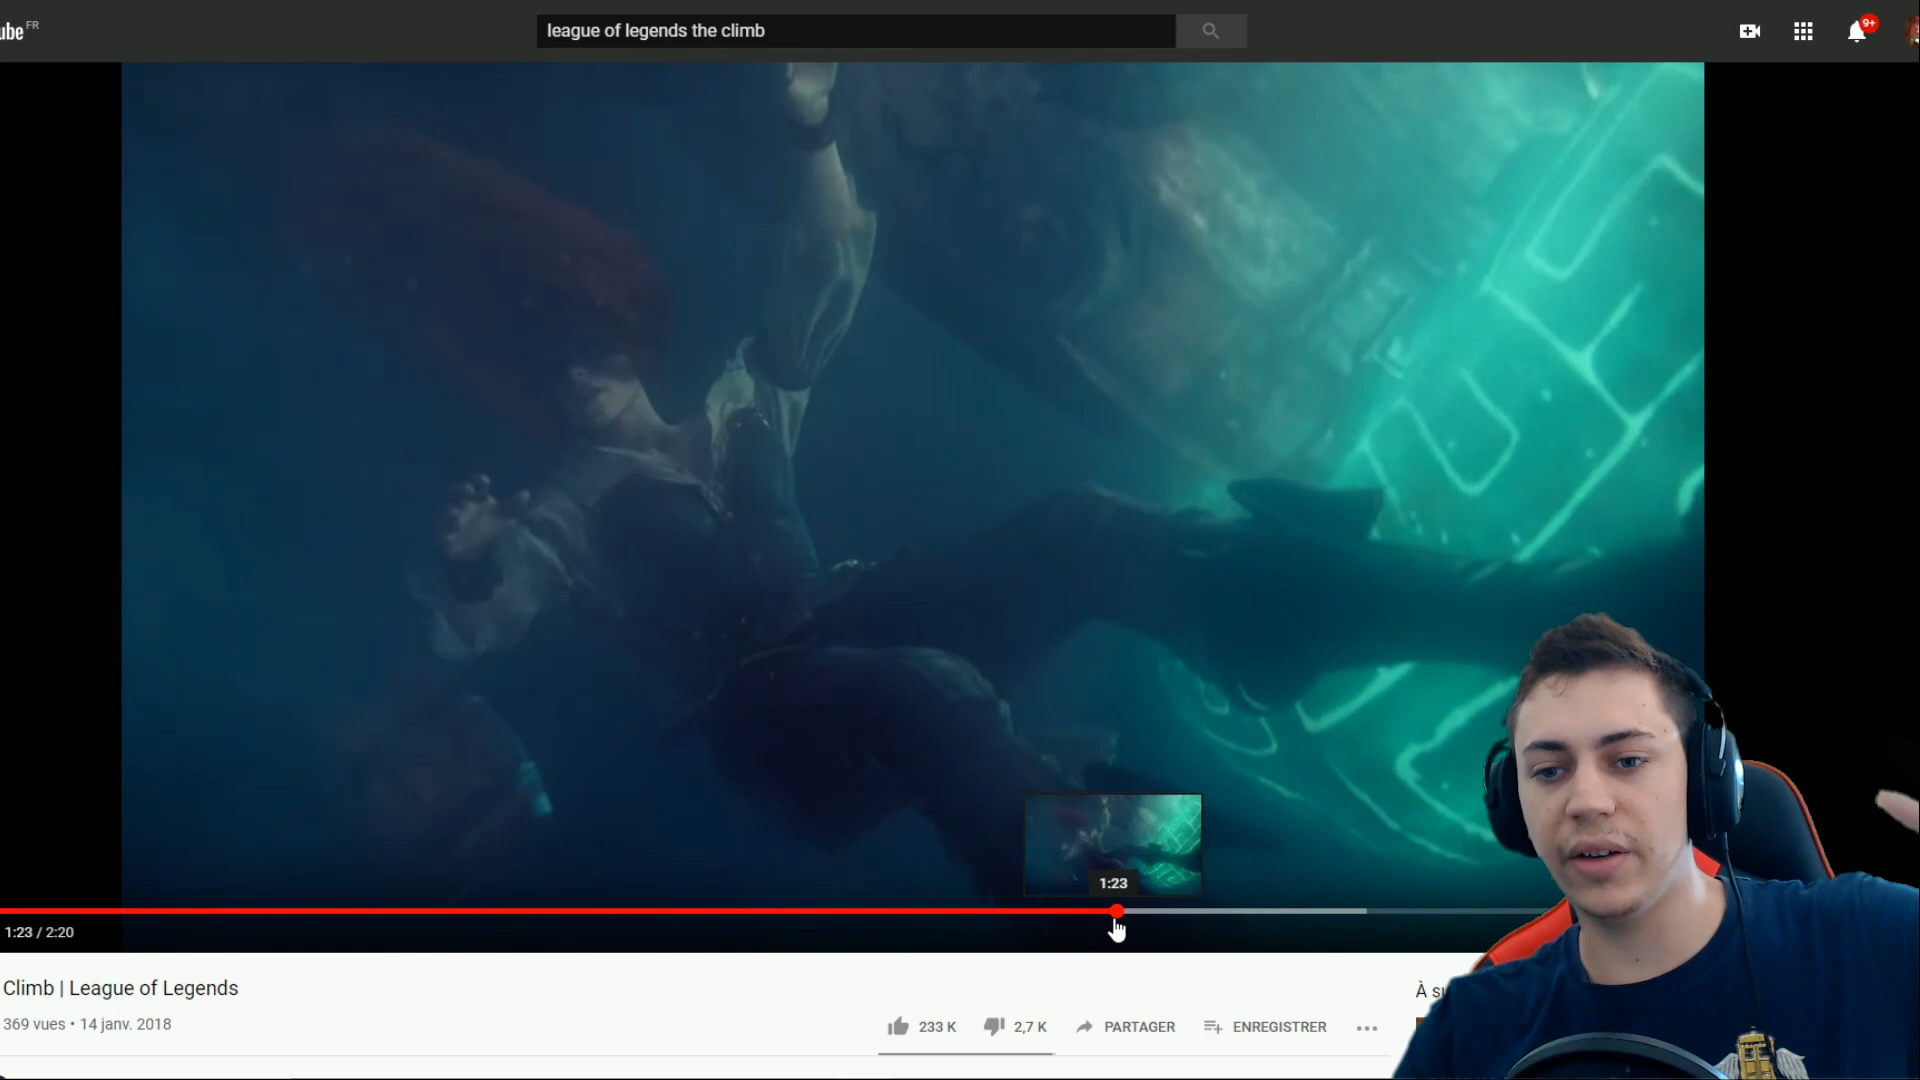 ube FR
league of legends the climb
9+
1:23
1:23 / 2:20
Climb | League of Legends
369 vues • 14 janv. 2018
233 K
2,7 K
PARTAGER
ENREGISTRER
À su